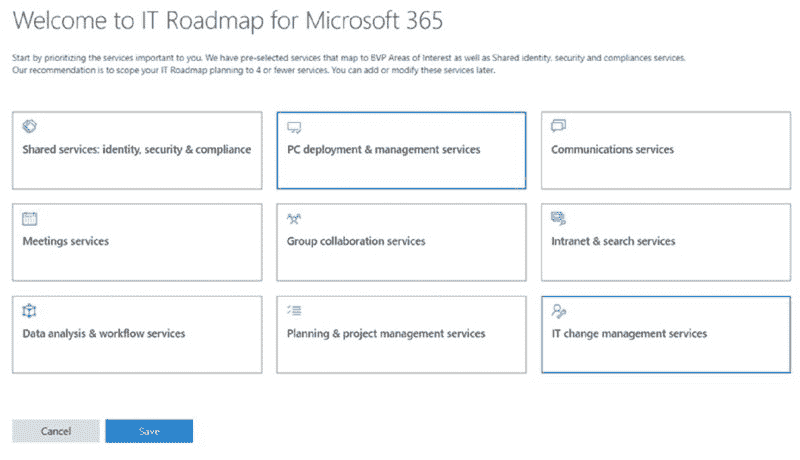 Welcome to IT Roadmap for Microsoft 365
Start by prioritizing the services important to you. We have pre-selected services that map to BVP Areas of Interest as well as Shared identity, security and compliances services.
Our recommendation is to scope your IT Roadmap planning to 4 or fewer services. You can add or modify these services later.
Shared services: identity, security & compliance
PC deployment & management services
Communications services
Meetings services
Group collaboration services
Intranet & search services
Data analysis & workflow services
Planning & project management services
IT change management services
Cancel
Save